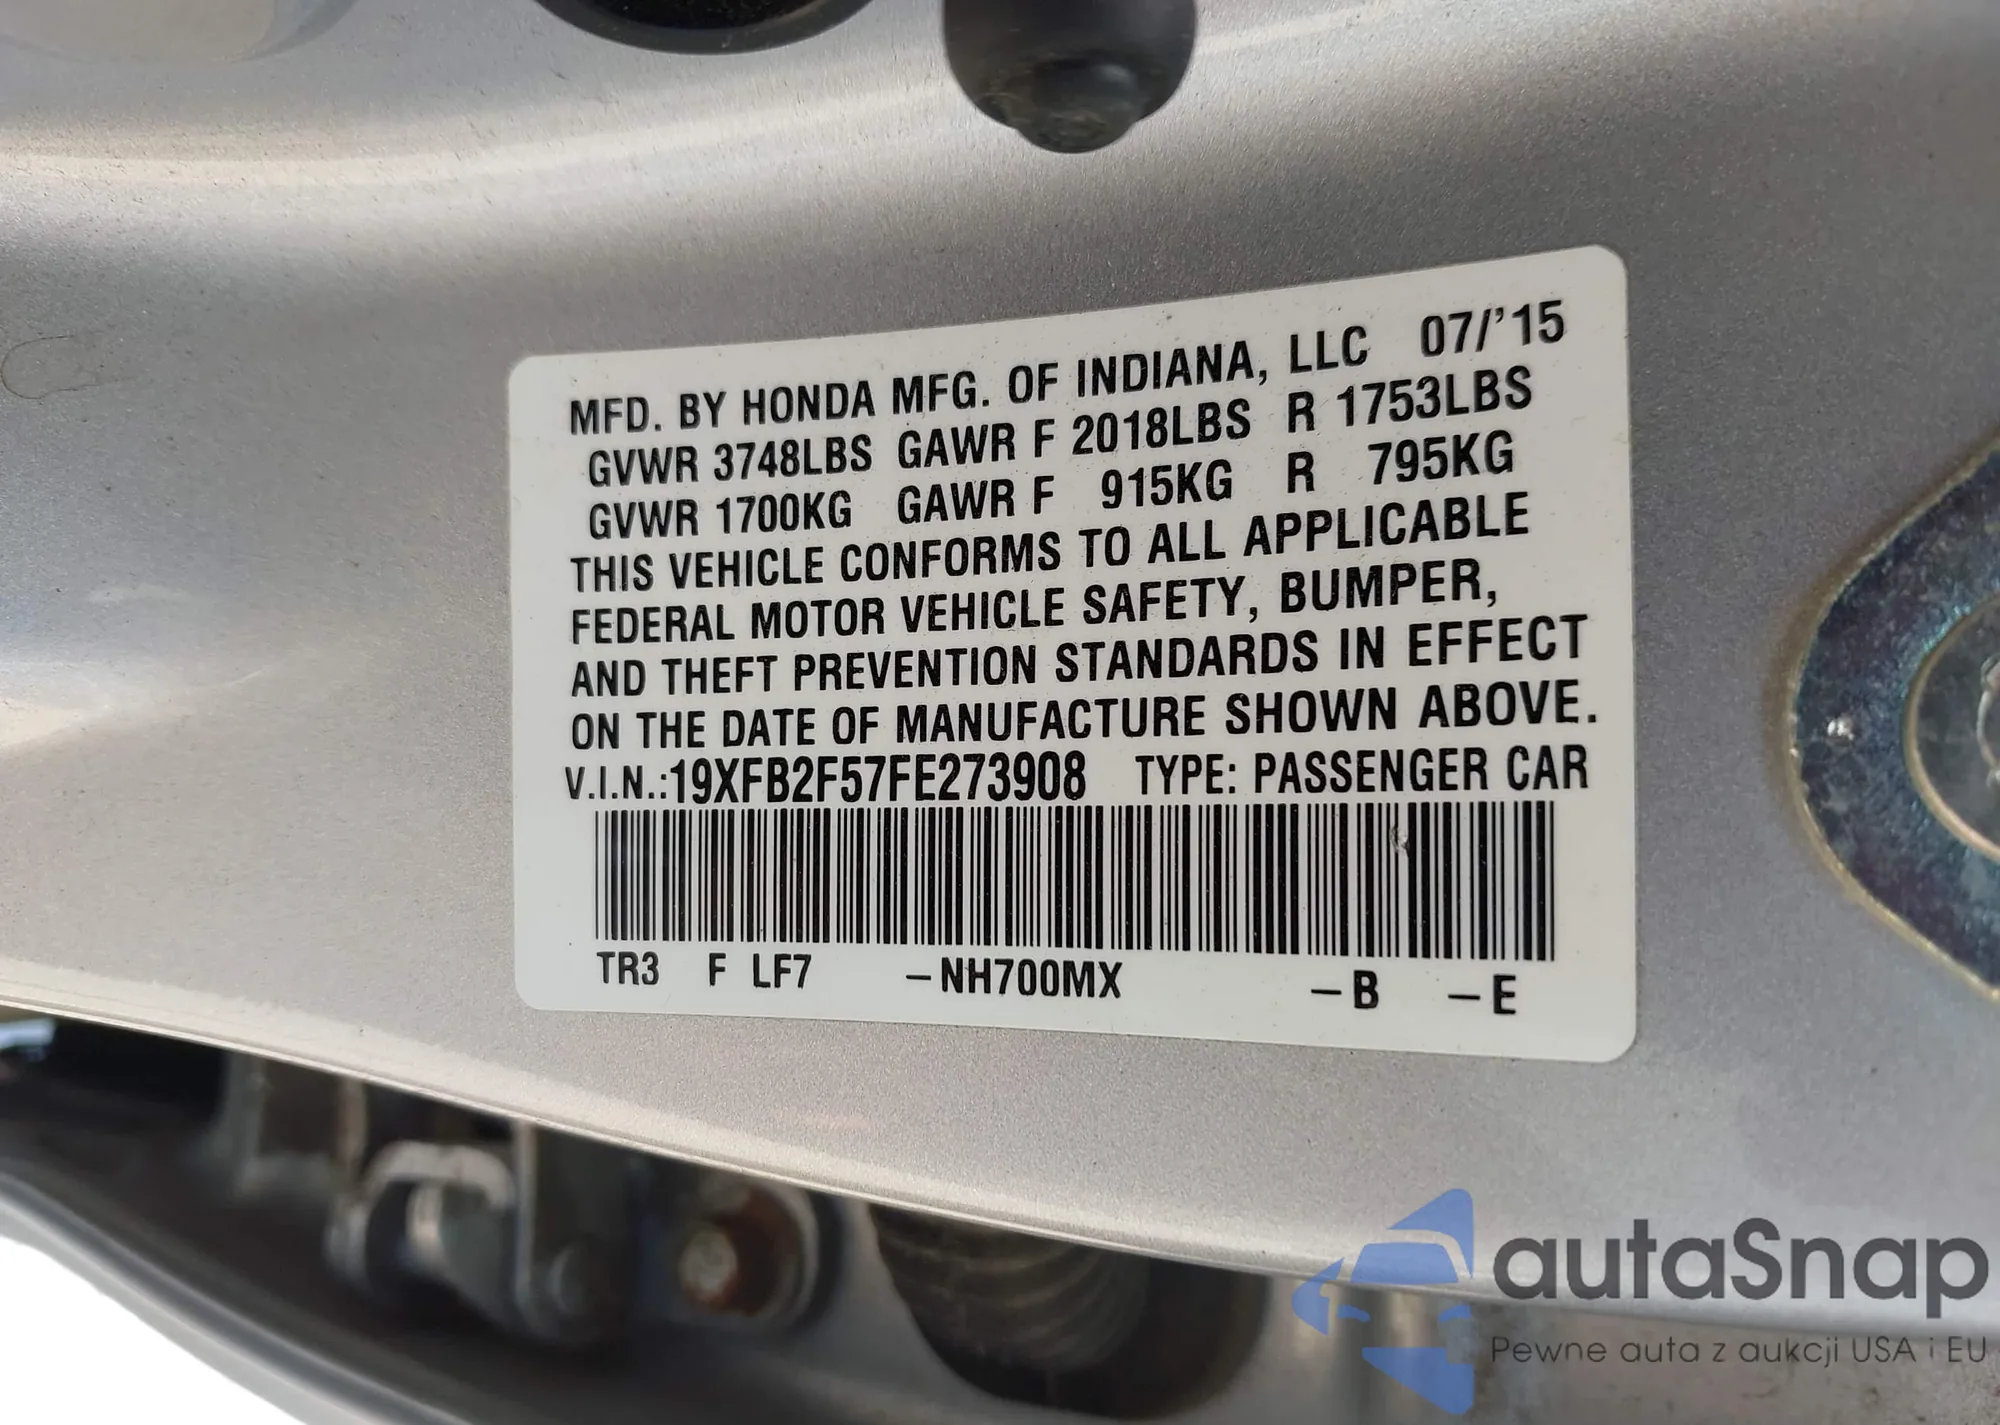 MFD. BY HONDA MFG. OF INDIANA, LLC 07/'15
GVWR 3748LBS GAWR F 2018LBS R 1753LBS
GVWR 1700KG GAWR F 915KG R 795KG
THIS VEHICLE CONFORMS TO ALL APPLICABLE
FEDERAL MOTOR VEHICLE SAFETY, BUMPER,
AND THEFT PREVENTION STANDARDS IN EFFECT
ON THE DATE OF MANUFACTURE SHOWN ABOVE.
V.I.N.:19XFB2F57FE273908 TYPE: PASSENGER CAR
TR3 F LF7 –NH700MX –B –E
autaSnap
Pewne auta z aukcji USA i EU